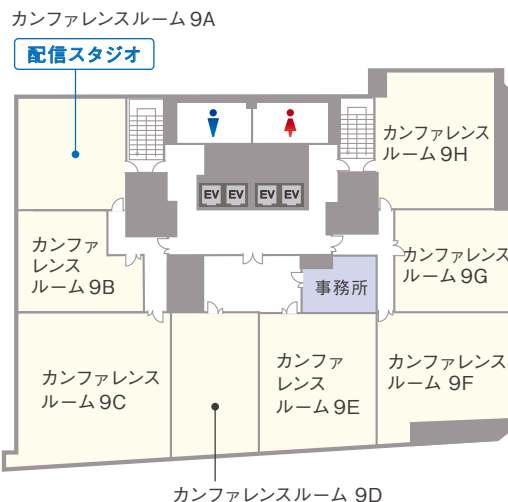 カンファレンスルーム 9A
配信スタジオ
カンファレンス
ルーム 9H
EV EV EV EV
カンファ
レンス
ルーム 9B
カンファレンス
ルーム 9G
事務所
カンファレンス
ルーム 9C
カンファ
レンス
ルーム 9E
カンファレンス
ルーム 9F
カンファレンスルーム 9D